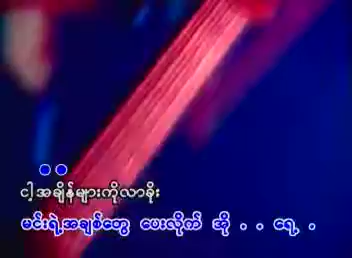 ငါ့အချိန်များကိုလာခိုး
မင်းရဲ့အချစ်တွေ ပေးလိုက် အို . . ရေ့ .